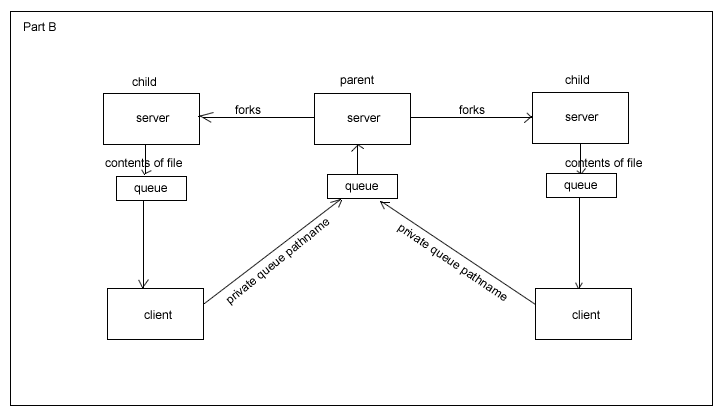 Part B
child
parent
child
server
forks
server
forks
server
contents of file
contents of file
queue
queue
queue
private queue pathname
private queue pathname
client
client